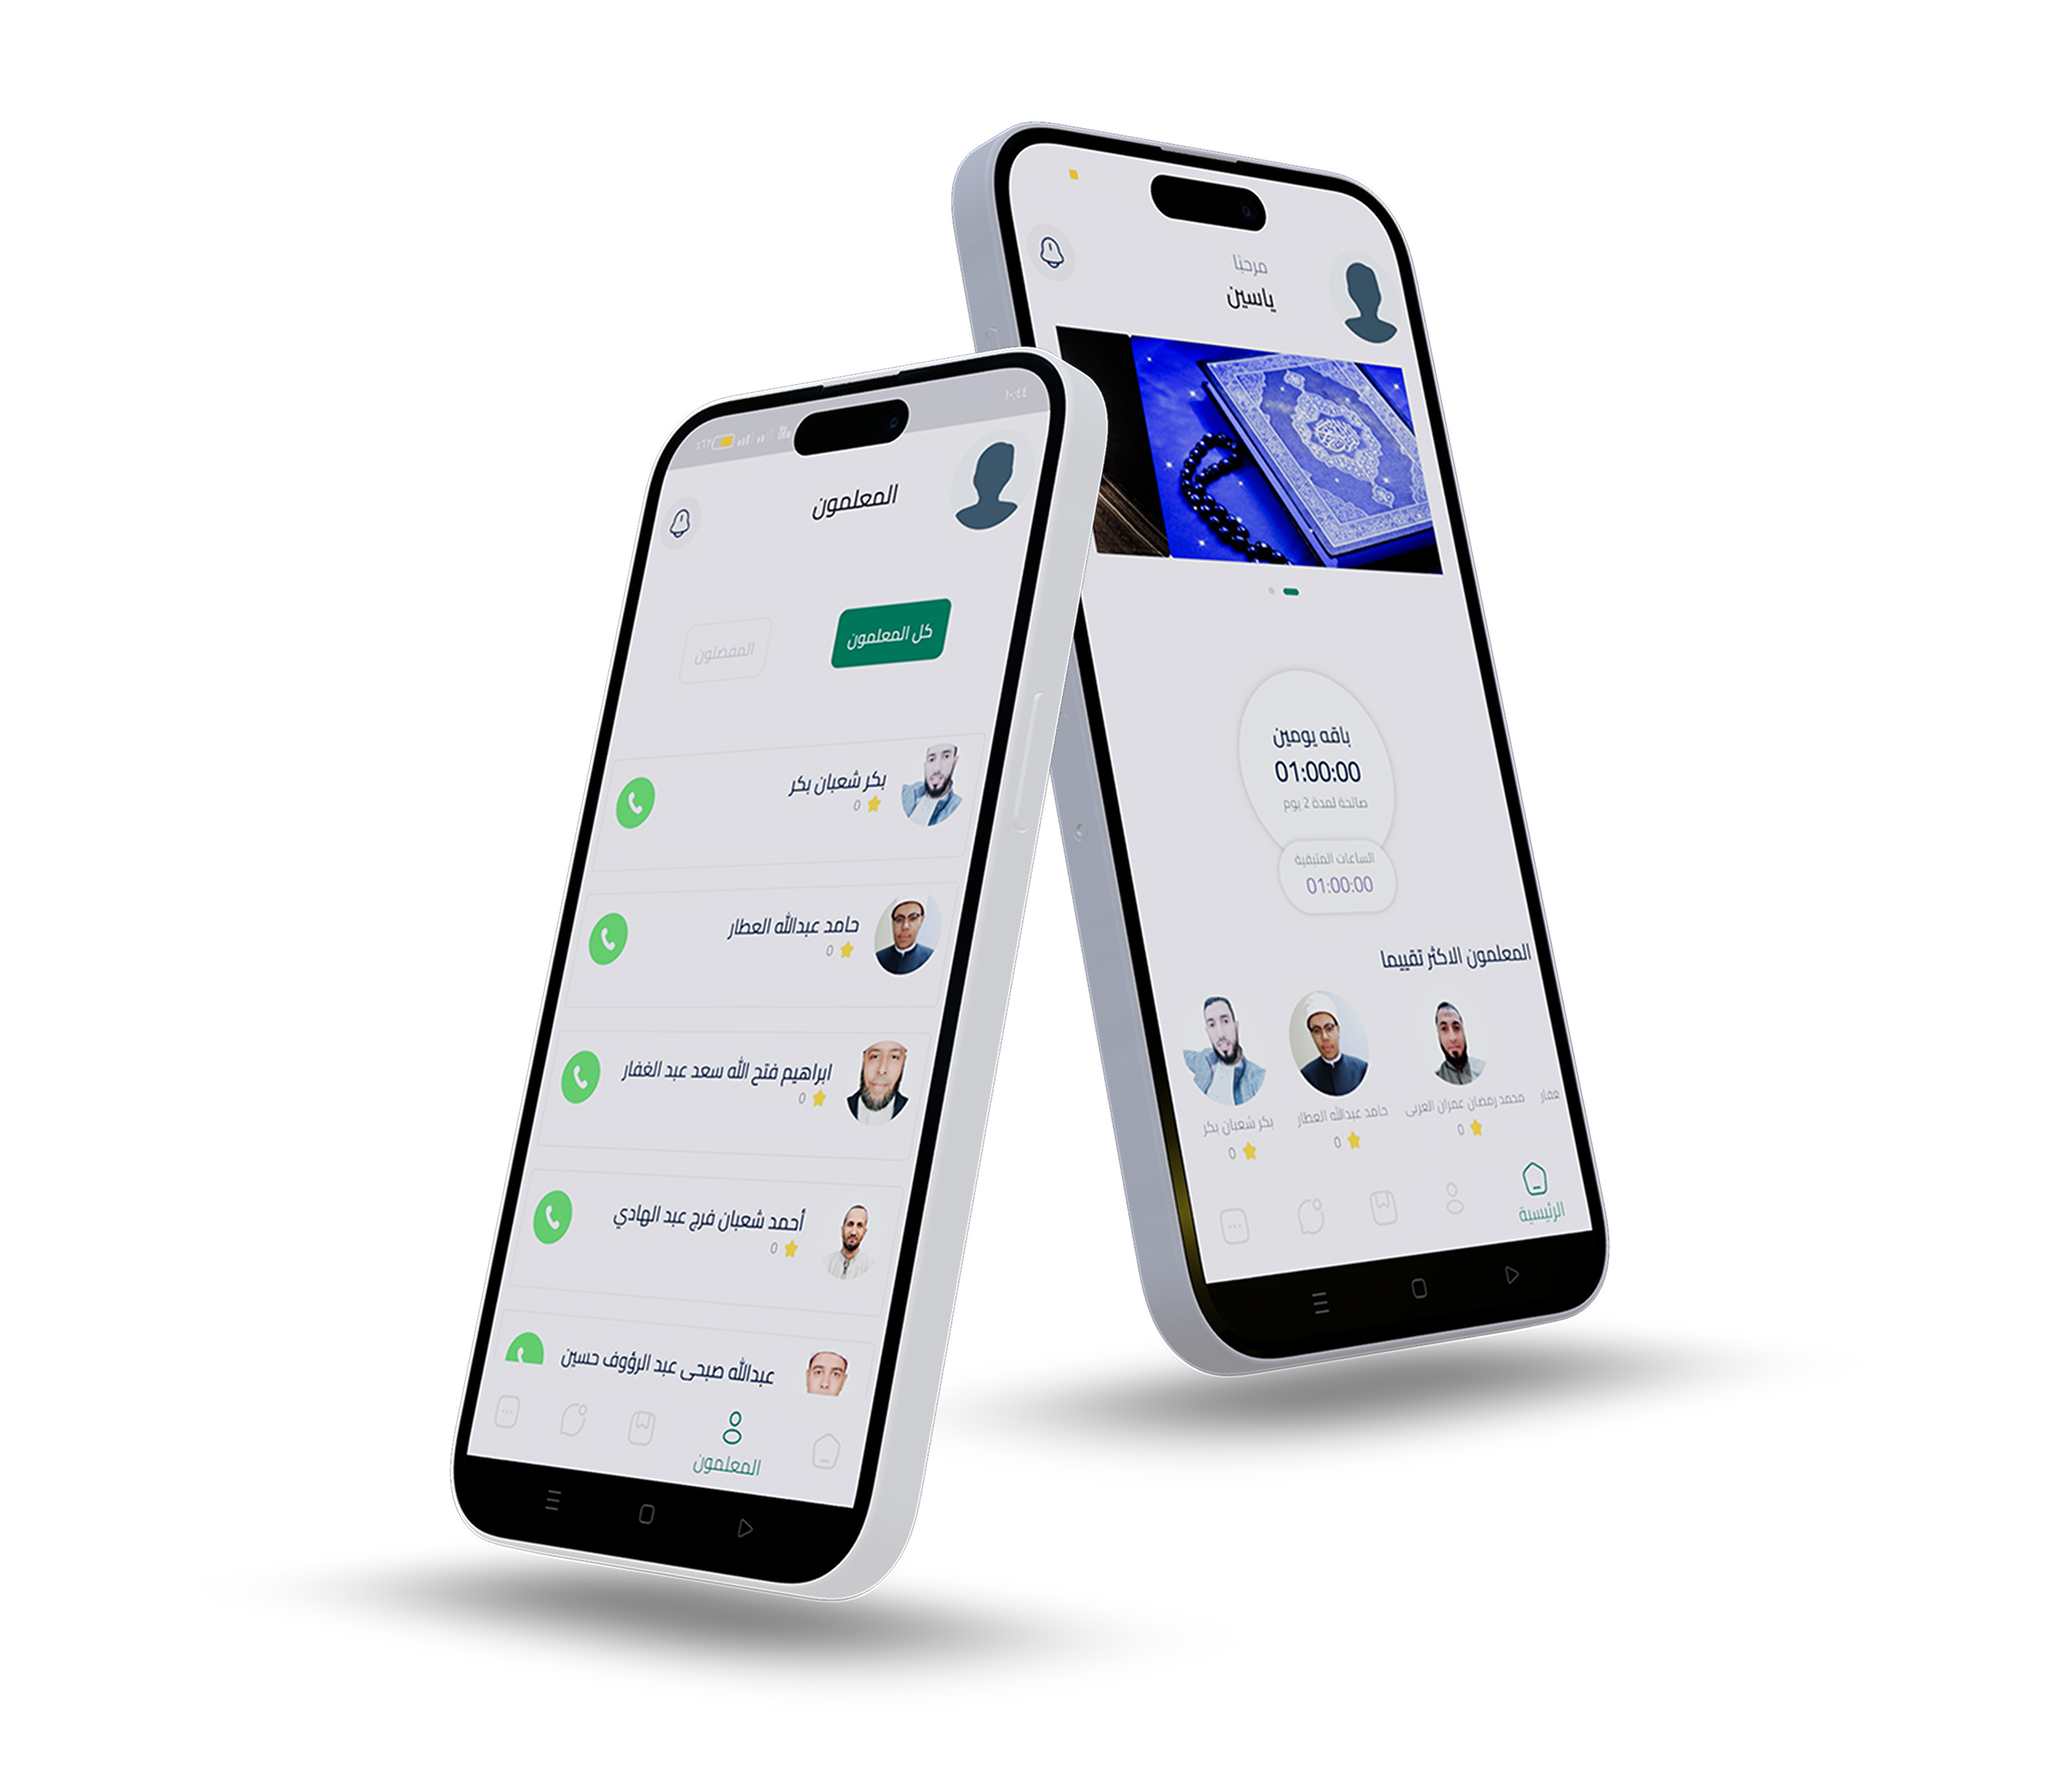 ١٠:٤٤
المعلمون
كل المعلمون
المفضلون
بكر شعبان بكر
0
حامد عبدالله العطار
0
ابراهيم فتح الله سعد عبد الغفار
0
أحمد شعبان فرج عبد الهادي
0
عبدالله صبحى عبد الرؤوف حسين
المعلمون
مرحبًا
ياسين
باقه يومين
01:00:00
صالحة لمدة 2 يوم
الساعات المتبقية
01:00:00
المعلمون الاكثر تقييما
غفار
محمد رمضان عمران العربى
0
حامد عبدالله العطار
0
بكر شعبان بكر
0
الرئيسية